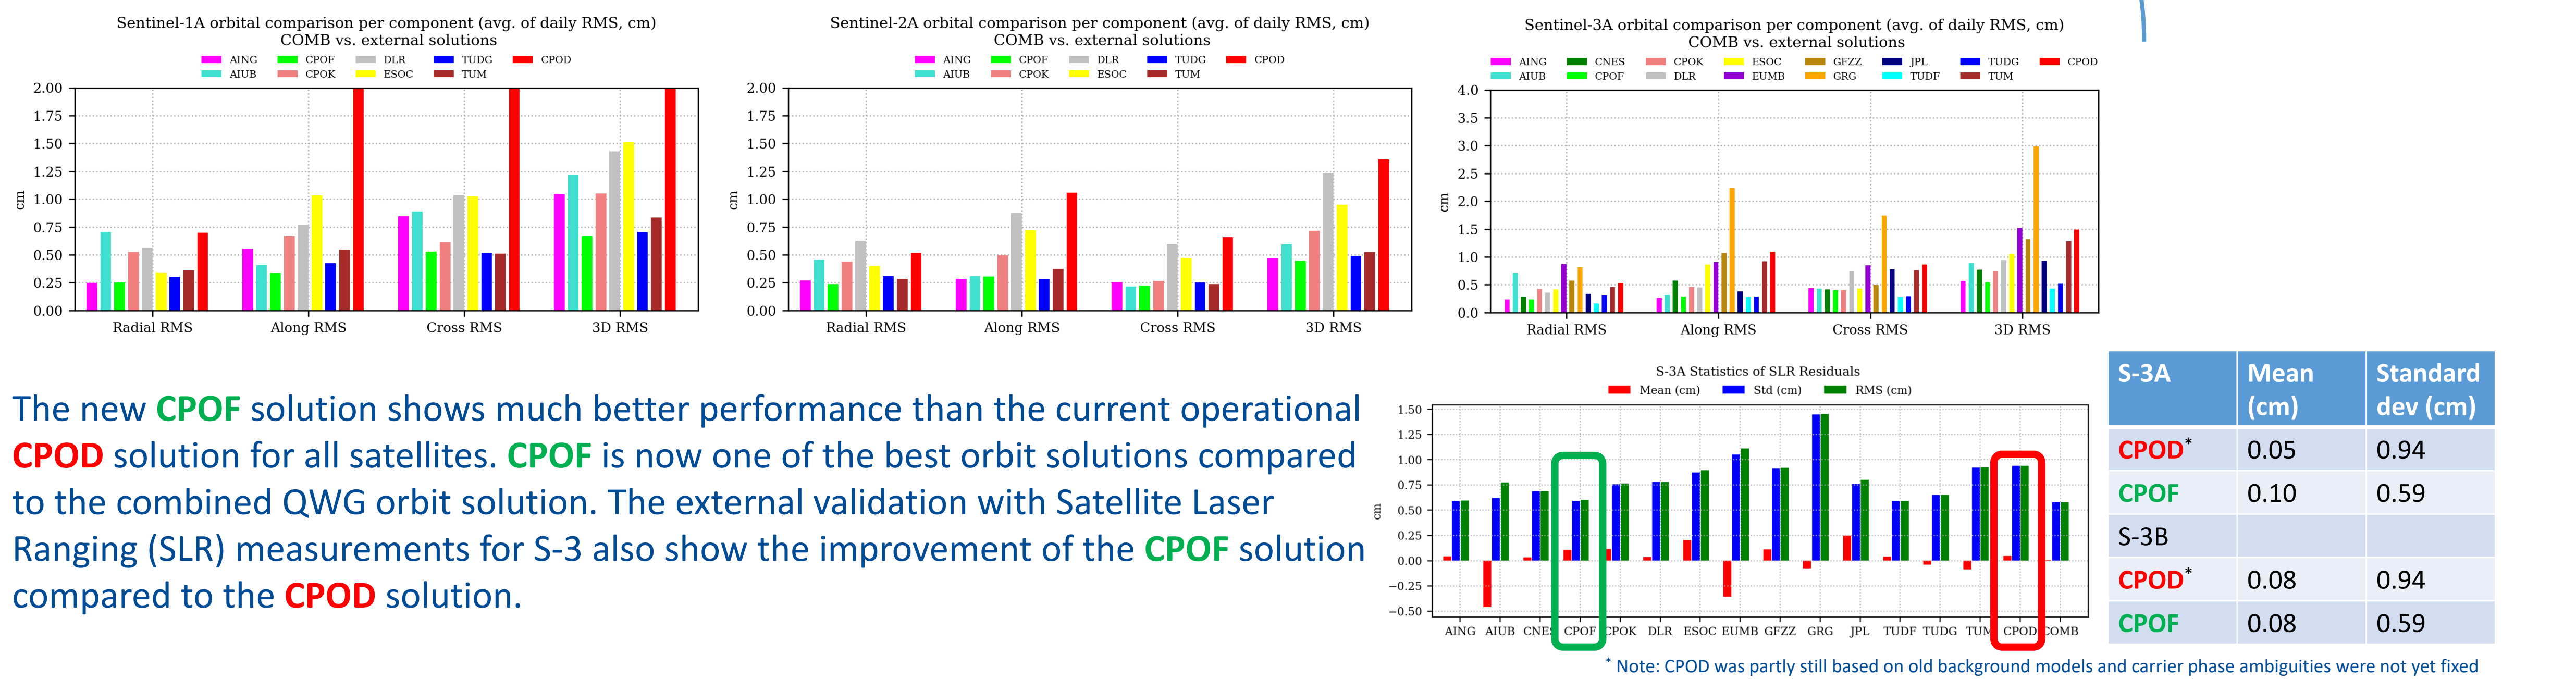 Sentinel-1A orbital comparison per component (avg. of daily RMS, cm)
COMB vs. external solutions
AING CPOF DLR TUDG CPOD
AIUB CPOK ESOC TUM
2.00
1.75
1.50
1.25
1.00
0.75
0.50
0.25
0.00
cm
Radial RMS Along RMS Cross RMS 3D RMS
Sentinel-2A orbital comparison per component (avg. of daily RMS, cm)
COMB vs. external solutions
AING CPOF DLR TUDG CPOD
AIUB CPOK ESOC TUM
2.00
1.75
1.50
1.25
1.00
0.75
0.50
0.25
0.00
cm
Radial RMS Along RMS Cross RMS 3D RMS
Sentinel-3A orbital comparison per component (avg. of daily RMS, cm)
COMB vs. external solutions
AING CNES CPOK ESOC GFZZ JPL TUDG CPOD
AIUB CPOF DLR EUMB GRG TUDF TUM
4.0
3.5
3.0
2.5
2.0
1.5
1.0
0.5
0.0
cm
Radial RMS Along RMS Cross RMS 3D RMS
The new CPOF solution shows much better performance than the current operational
CPOD solution for all satellites. CPOF is now one of the best orbit solutions compared
to the combined QWG orbit solution. The external validation with Satellite Laser
Ranging (SLR) measurements for S-3 also show the improvement of the CPOF solution
compared to the CPOD solution.
S-3A Statistics of SLR Residuals
Mean (cm) Std (cm) RMS (cm)
1.50
1.25
1.00
0.75
0.50
0.25
0.00
−0.25
−0.50
cm
AING AIUB CNES CPOF CPOK DLR ESOC EUMB GFZZ GRG JPL TUDF TUDG TUM CPOD COMB
S-3A Mean (cm) Standard dev (cm)
CPOD* 0.05 0.94
CPOF 0.10 0.59
S-3B
CPOD* 0.08 0.94
CPOF 0.08 0.59
* Note: CPOD was partly still based on old background models and carrier phase ambiguities were not yet fixed